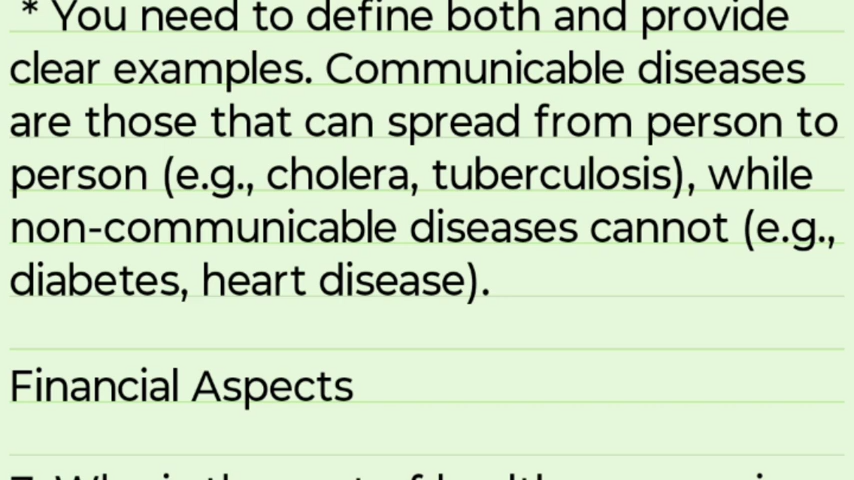 * You need to define both and provide
clear examples. Communicable diseases
are those that can spread from person to
person (e.g., cholera, tuberculosis), while
non-communicable diseases cannot (e.g.,
diabetes, heart disease).
Financial Aspects